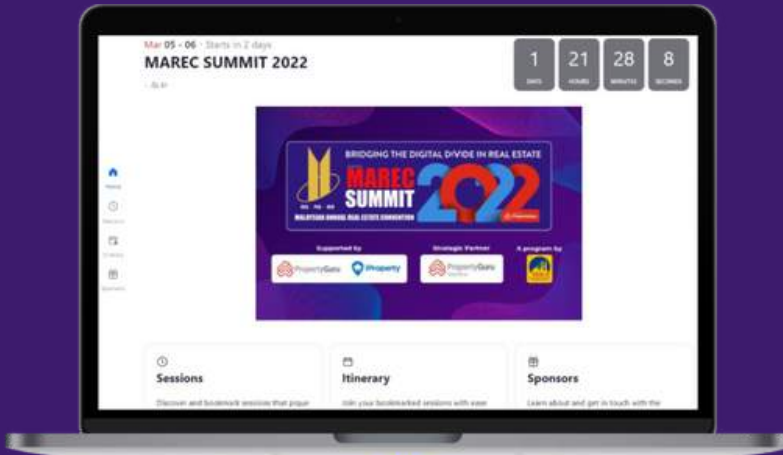 Mar 05 - 06 · Starts in 2 days
MAREC SUMMIT 2022
1 21 28 8
DAYS HOURS MINUTES SECONDS
BRIDGING THE DIGITAL DIVIDE IN REAL ESTATE
MAREC
SUMMIT 2022
MALAYSIAN ANNUAL REAL ESTATE CONVENTION
Supported by
Strategic Partner
A program by
PropertyGuru
iProperty
PropertyGuru
Home
Sessions
Itinerary
Sponsors
Sessions
Itinerary
Sponsors
Discover and bookmark sessions that pique
Join your bookmarked sessions with ease
Learn about and get in touch with the